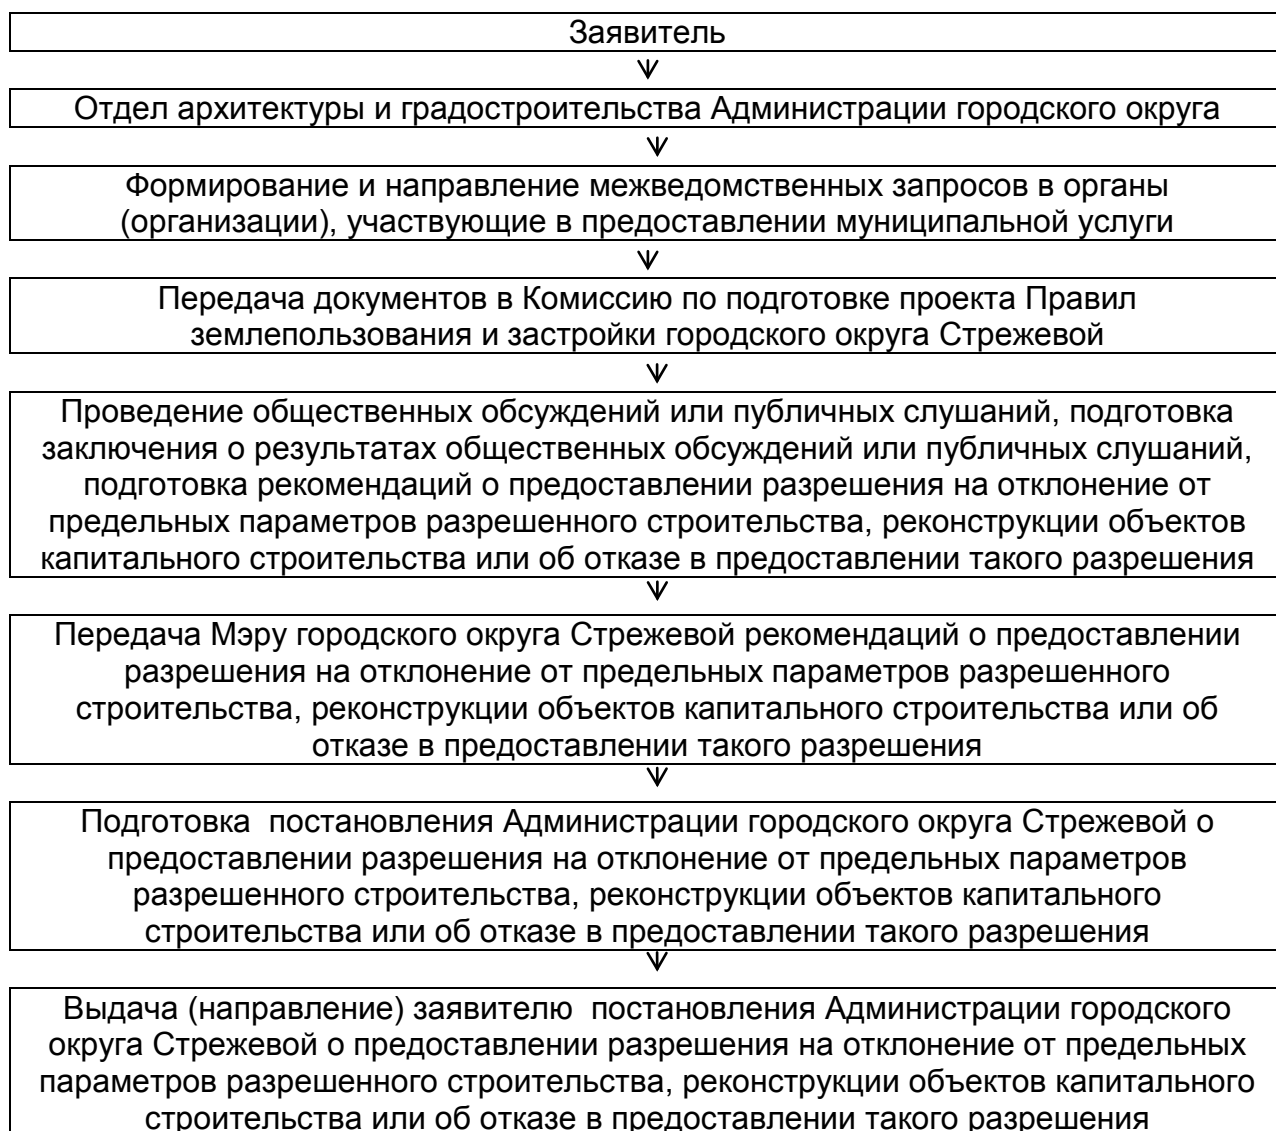 Заявитель
Отдел архитектуры и градостроительства Администрации городского округа
Формирование и направление межведомственных запросов в органы
(организации), участвующие в предоставлении муниципальной услуги
Передача документов в Комиссию по подготовке проекта Правил
землепользования и застройки городского округа Стрежевой
Проведение общественных обсуждений или публичных слушаний, подготовка
заключения о результатах общественных обсуждений или публичных слушаний,
подготовка рекомендаций о предоставлении разрешения на отклонение от
предельных параметров разрешенного строительства, реконструкции объектов
капитального строительства или об отказе в предоставлении такого разрешения
Передача Мэру городского округа Стрежевой рекомендаций о предоставлении
разрешения на отклонение от предельных параметров разрешенного
строительства, реконструкции объектов капитального строительства или об
отказе в предоставлении такого разрешения
Подготовка  постановления Администрации городского округа Стрежевой о
предоставлении разрешения на отклонение от предельных параметров
разрешенного строительства, реконструкции объектов капитального
строительства или об отказе в предоставлении такого разрешения
Выдача (направление) заявителю  постановления Администрации городского
округа Стрежевой о предоставлении разрешения на отклонение от предельных
параметров разрешенного строительства, реконструкции объектов капитального
строительства или об отказе в предоставлении такого разрешения